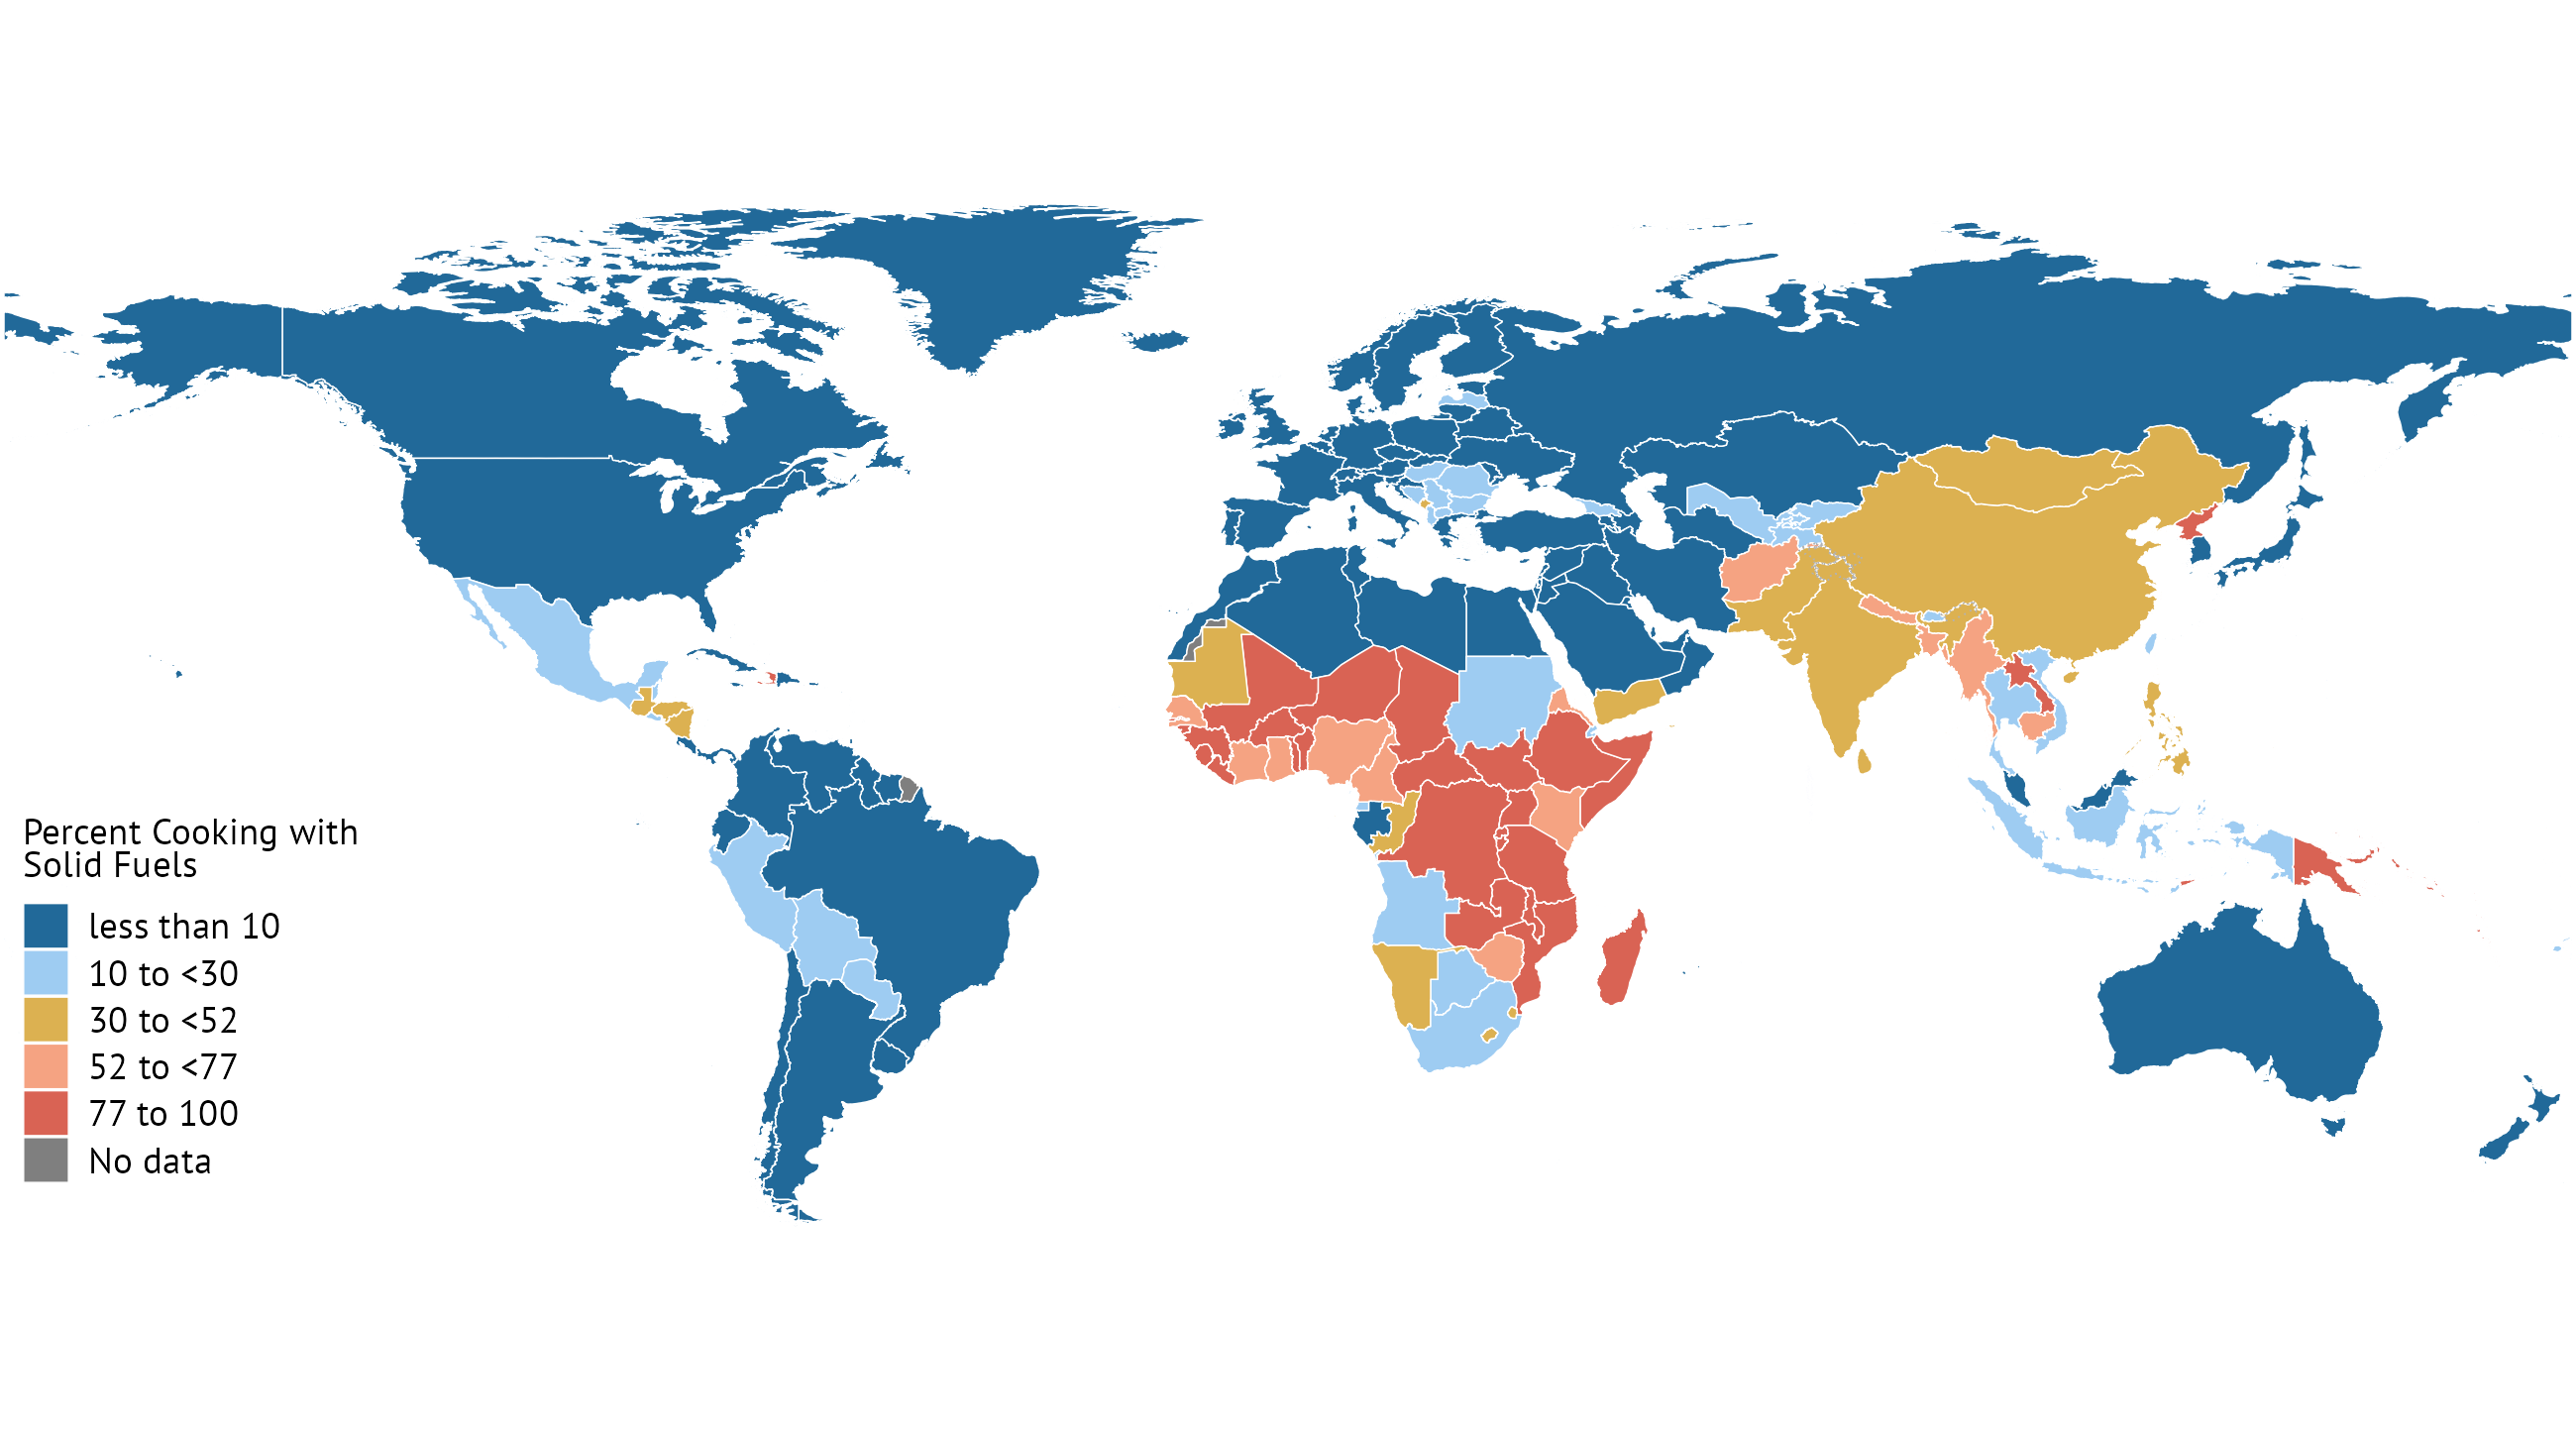 Percent Cooking with
Solid Fuels
less than 10
10 to <30
30 to <52
52 to <77
77 to 100
No data